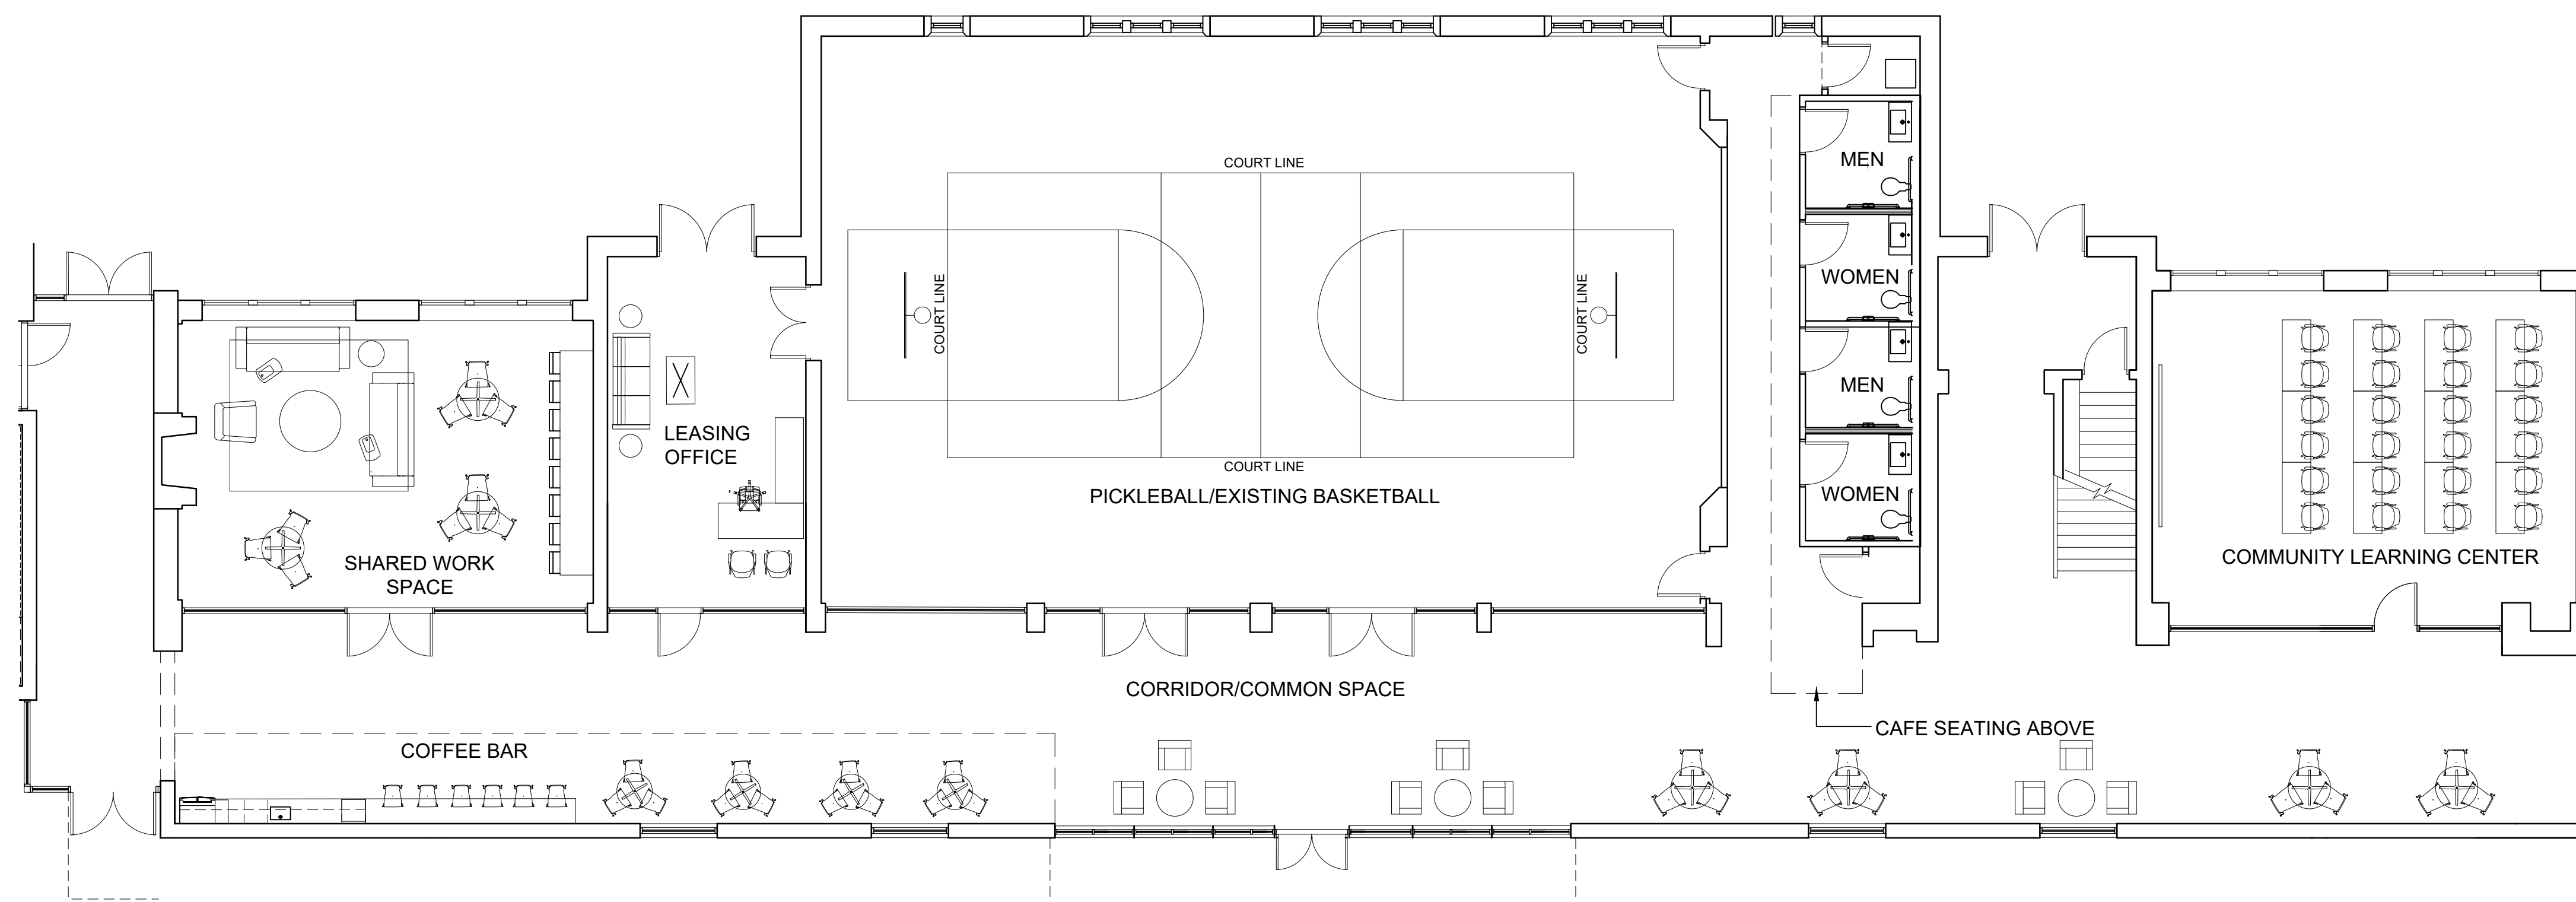 COURT LINE
MEN
WOMEN
COURT LINE
COURT LINE
MEN
LEASING
OFFICE
COURT LINE
PICKLEBALL/EXISTING BASKETBALL
WOMEN
SHARED WORK
SPACE
COMMUNITY LEARNING CENTER
CORRIDOR/COMMON SPACE
CAFE SEATING ABOVE
COFFEE BAR